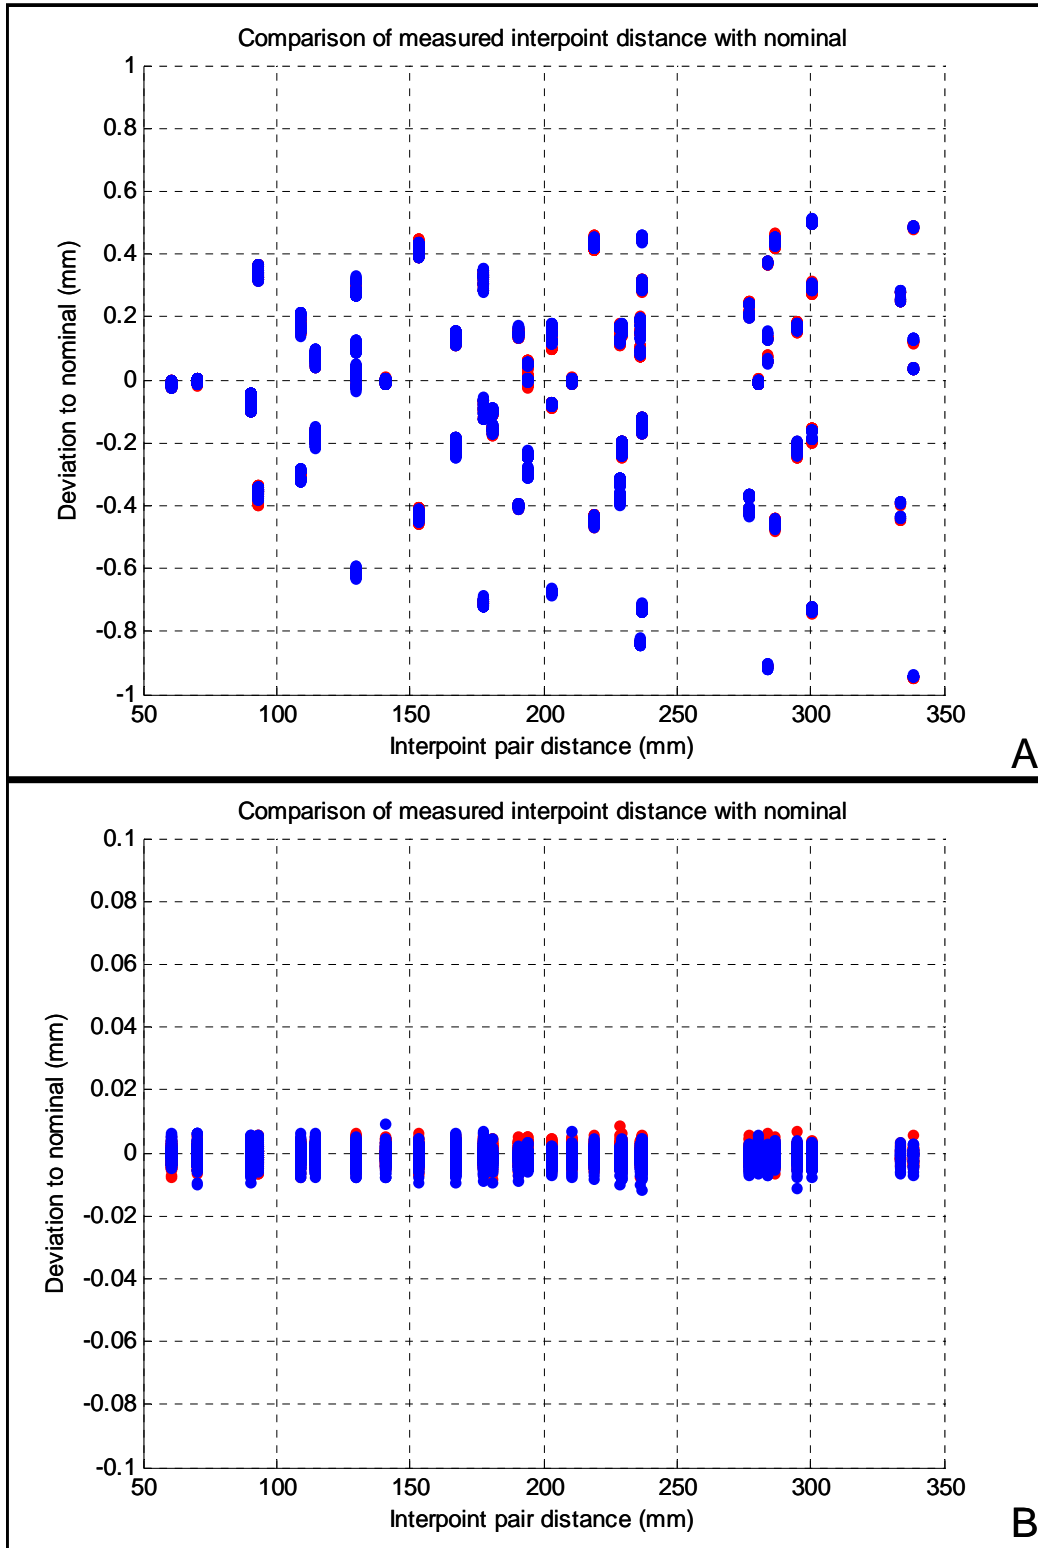 Comparison of measured interpoint distance with nominal
1
0.8
0.6
0.4
0.2
0
-0.2
-0.4
-0.6
-0.8
-1
Deviation to nominal (mm)
50 100 150 200 250 300 350
Interpoint pair distance (mm)
A
Comparison of measured interpoint distance with nominal
0.1
0.08
0.06
0.04
0.02
0
-0.02
-0.04
-0.06
-0.08
-0.1
Deviation to nominal (mm)
50 100 150 200 250 300 350
Interpoint pair distance (mm)
B